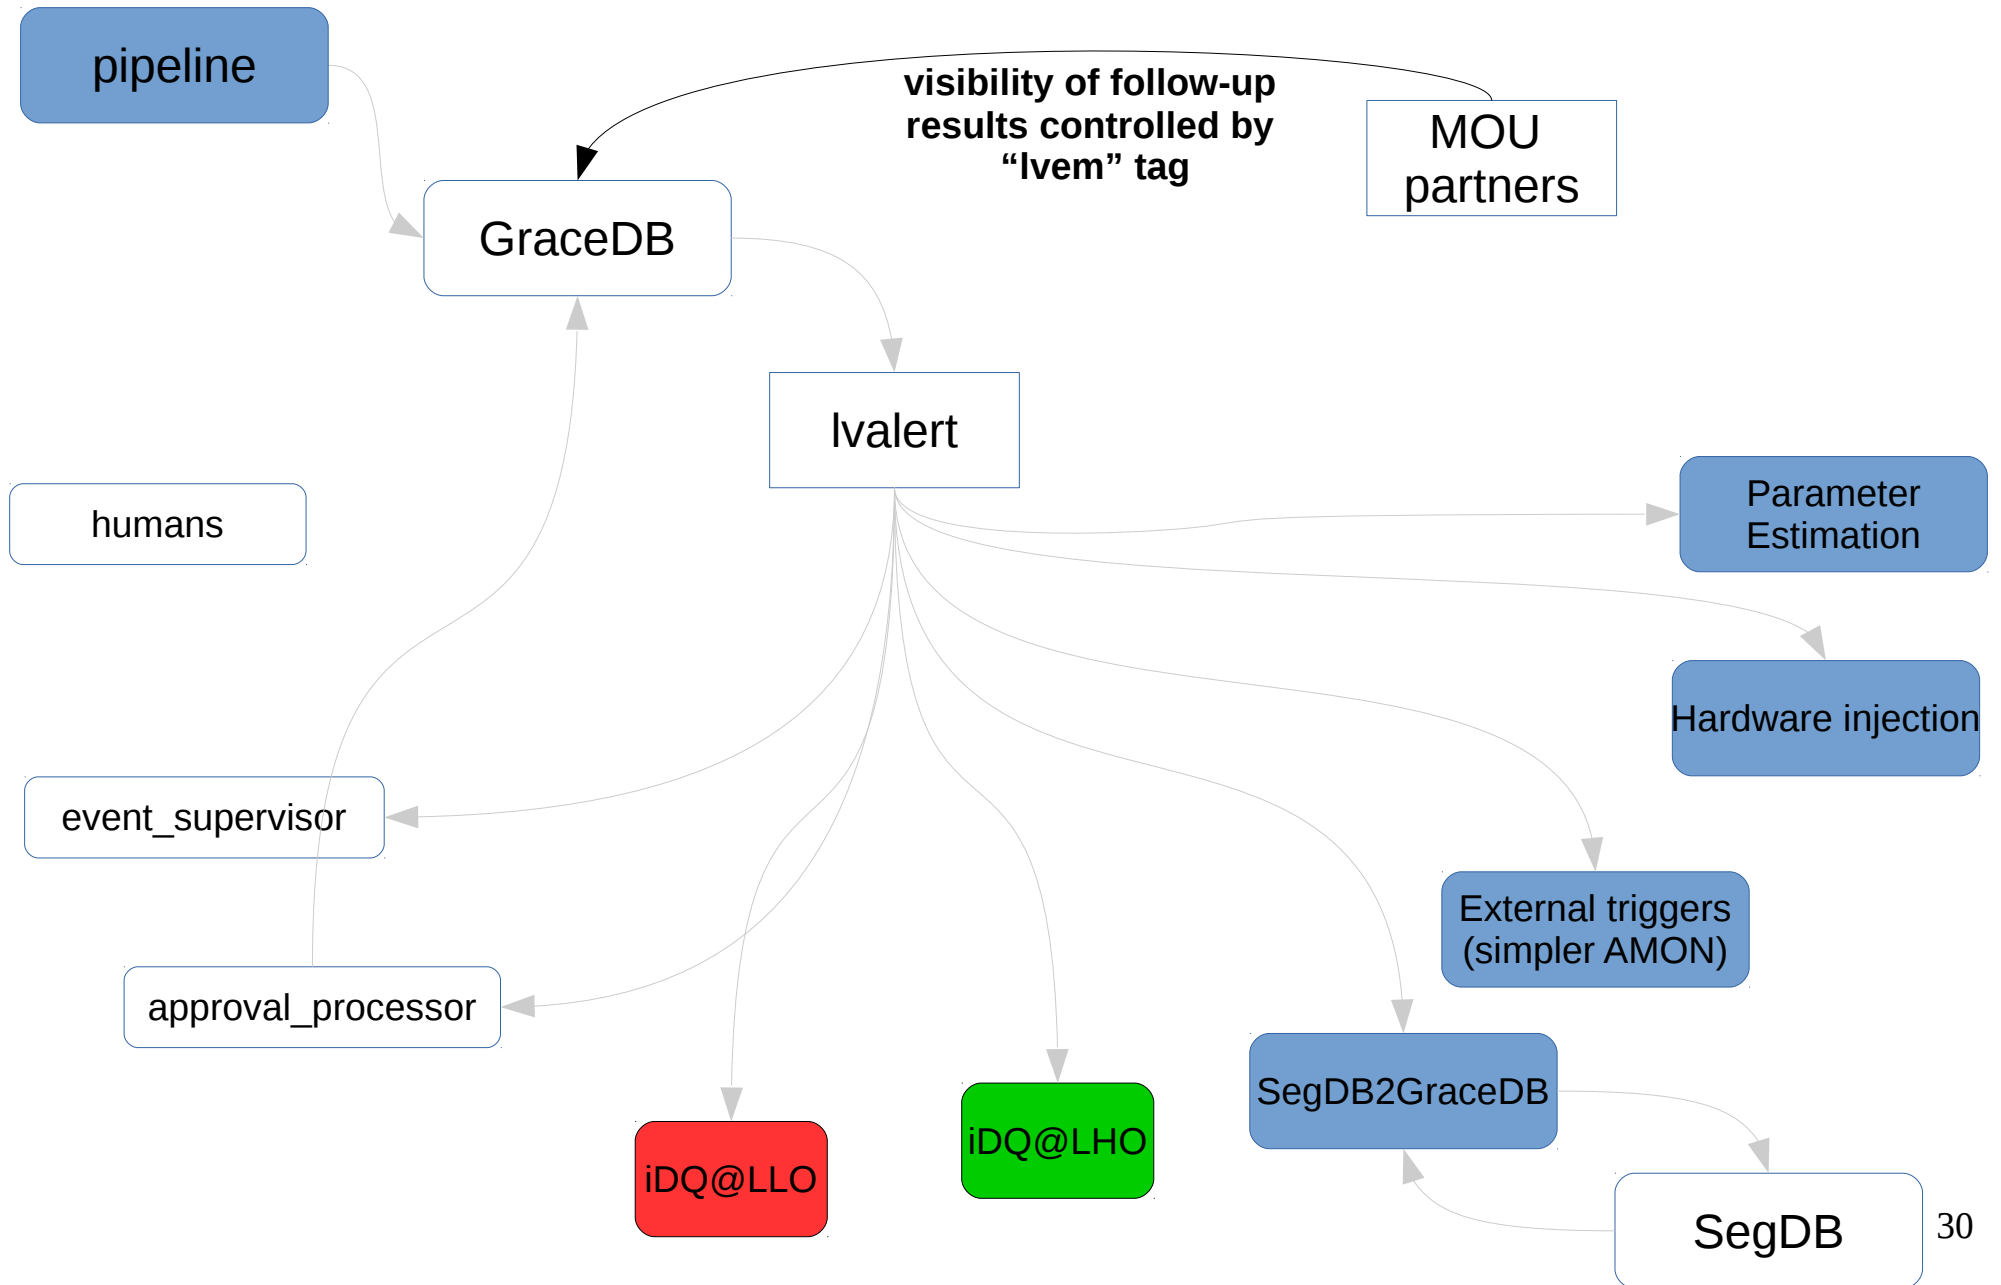 pipeline
visibility of follow-up
results controlled by
“lvem” tag
MOU
partners
GraceDB
lvalert
humans
Parameter
Estimation
Hardware injection
event_supervisor
External triggers
(simpler AMON)
approval_processor
SegDB2GraceDB
iDQ@LHO
iDQ@LLO
SegDB
30